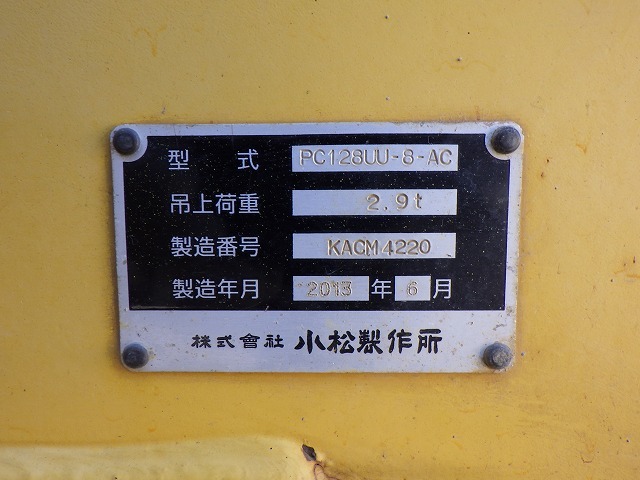 型 式 PC128UU-8-AC
吊上荷重 2.9t
製造番号 KACM4220
製造年月 2013 年 6 月
株式會社 小松製作所